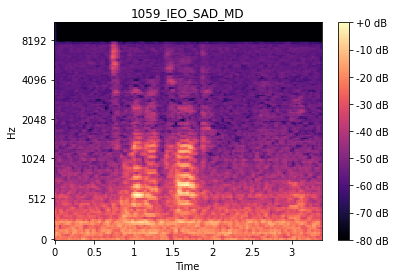 1059_IEO_SAD_MD
+0 dB
8192
-10 dB
-20 dB
4096
-30 dB
Hz
2048
-40 dB
1024
-50 dB
512
-60 dB
-70 dB
0
-80 dB
0 0.5 1 1.5 2 2.5 3
Time